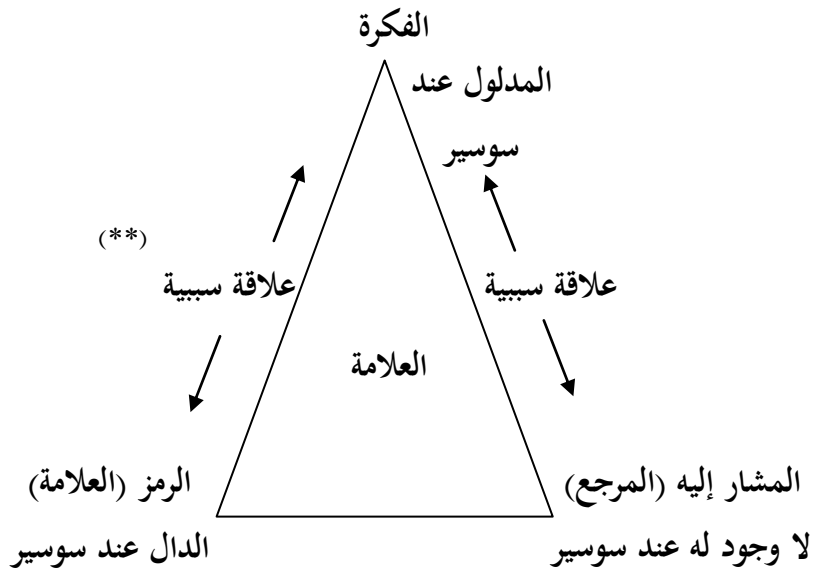 الفكرة
المدلول عند
سوسير
(**)
علاقة سببية
علاقة سببية
العلامة
المشار إليه (المرجع)
لا وجود له عند سوسير
الرمز (العلامة)
الدال عند سوسير